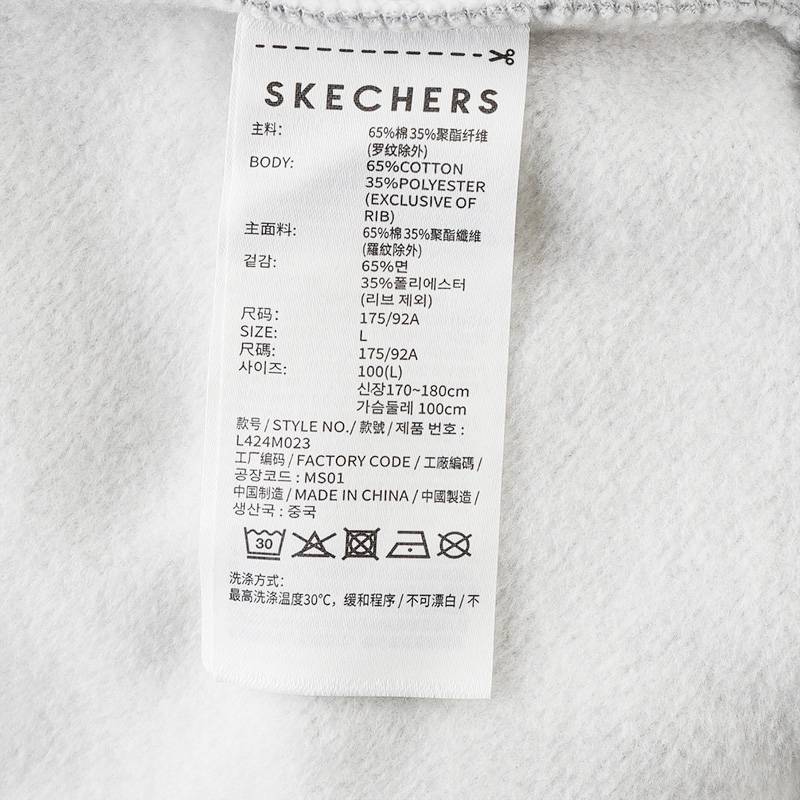 SKECHERS
主料: 65%棉35%聚酯纤维
(罗纹除外)
BODY: 65%COTTON
35%POLYESTER
(EXCLUSIVE OF
RIB)
主面料: 65%棉35%聚酯纖維
(羅紋除外)
겉감: 65%면
35%폴리에스터
(리브 제외)
尺码: 175/92A
SIZE: L
尺碼: 175/92A
사이즈: 100(L)
신장170~180cm
가슴둘레 100cm
款号/STYLE NO./款號/제품 번호:
L424M023
工厂编码/FACTORY CODE/工廠編碼/
공장코드: MS01
中国制造/MADE IN CHINA/中國製造/
생산국: 중국
30
洗涤方式:
最高洗涤温度30℃，缓和程序/不可漂白/不